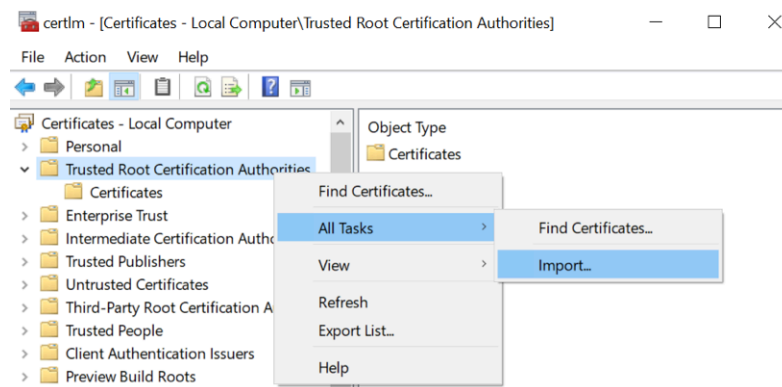 certlm - [Certificates - Local Computer\Trusted Root Certification Authorities]
File Action View Help
Certificates - Local Computer
Personal
Trusted Root Certification Authorities
Certificates
Enterprise Trust
Intermediate Certification Autho
Trusted Publishers
Untrusted Certificates
Third-Party Root Certification A
Trusted People
Client Authentication Issuers
Preview Build Roots
Object Type
Certificates
Find Certificates...
All Tasks
View
Refresh
Export List...
Help
Find Certificates...
Import...